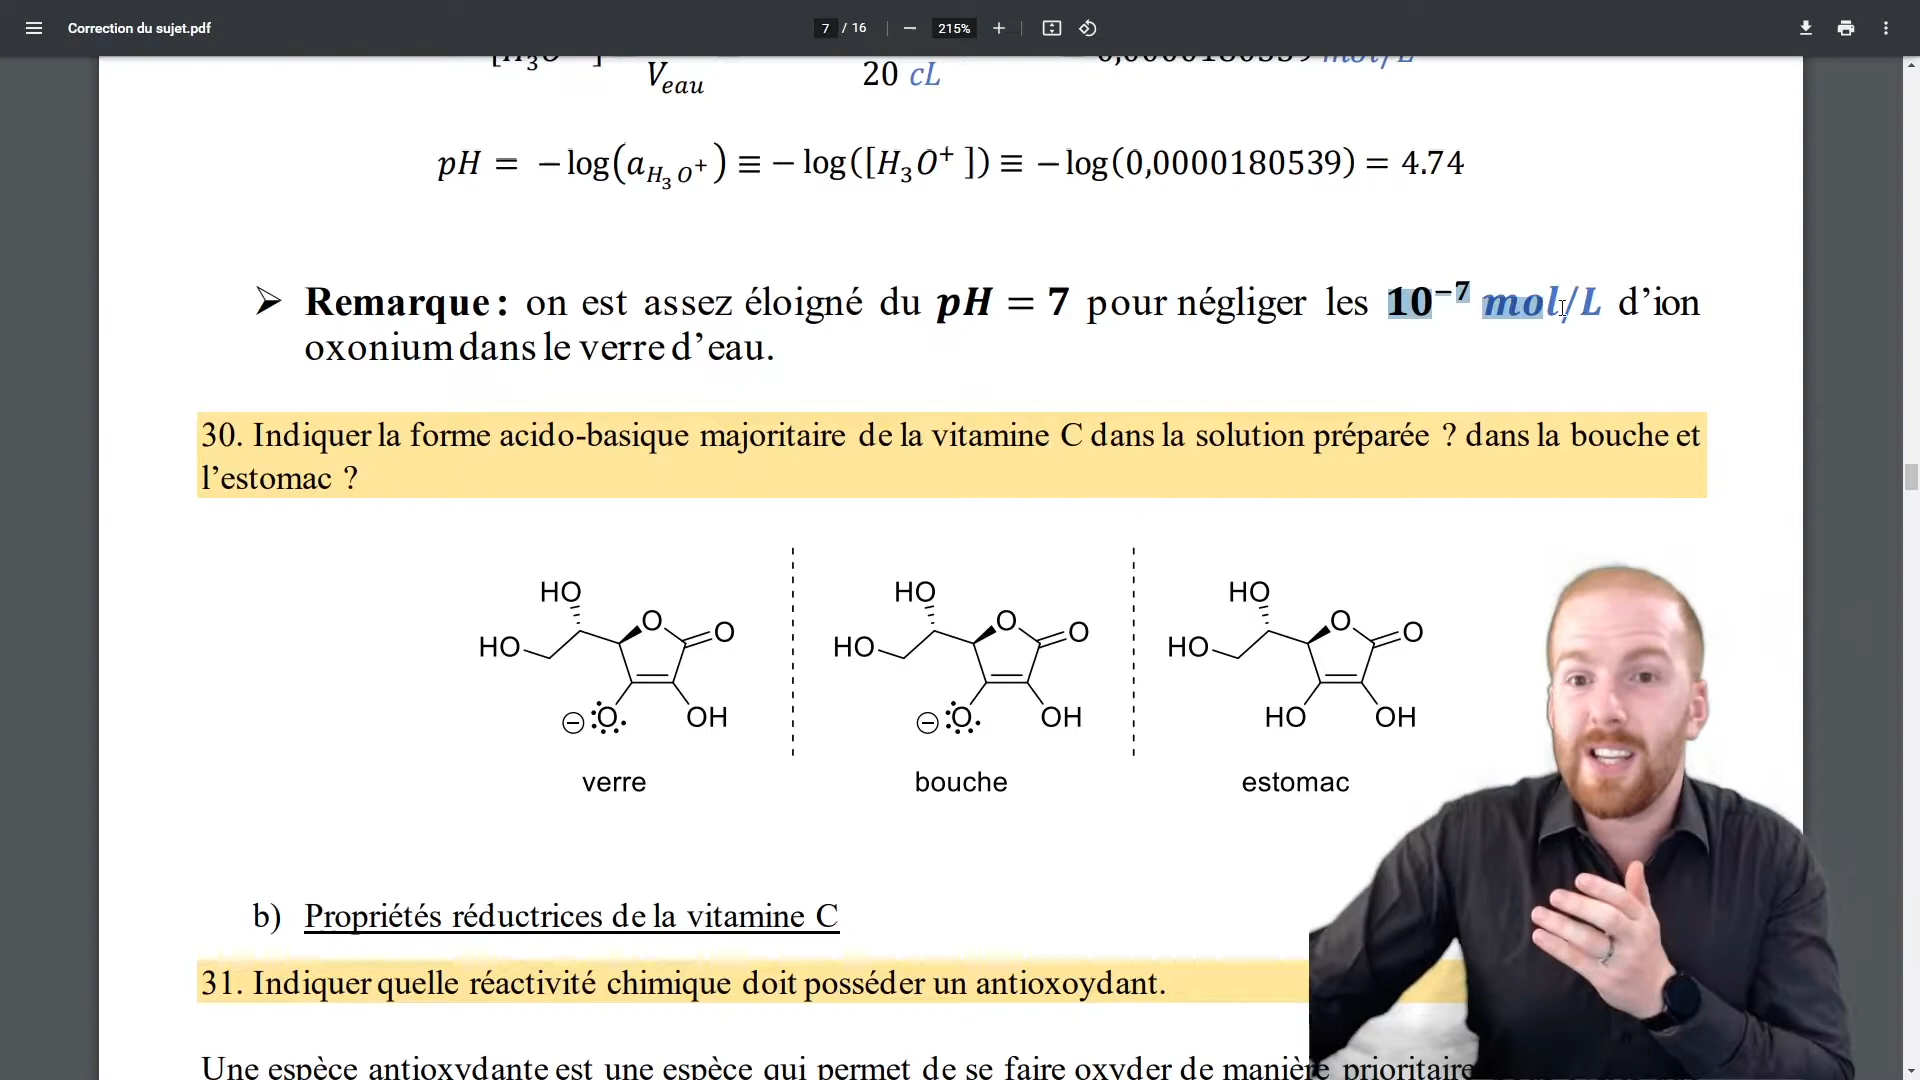 Correction du sujet.pdf
7 / 16
215%
V_eau
20 cL
pH = −log(a_{H₃O⁺}) ≡ − log([H₃O⁺ ]) ≡ −log(0,0000180539) = 4.74
➢ Remarque : on est assez éloigné du pH = 7 pour négliger les 10⁻⁷ mol/L d’ion
oxonium dans le verre d’eau.
30. Indiquer la forme acido-basique majoritaire de la vitamine C dans la solution préparée ? dans la bouche et
l’estomac ?
HO HO HO
O O O O O O
HO HO HO
⊖ O OH ⊖ O OH HO OH
verre bouche estomac
b) Propriétés réductrices de la vitamine C
31. Indiquer quelle réactivité chimique doit posséder un antioxoydant.
Une espèce antioxydante est une espèce qui permet de se faire oxyder de manière prioritaire